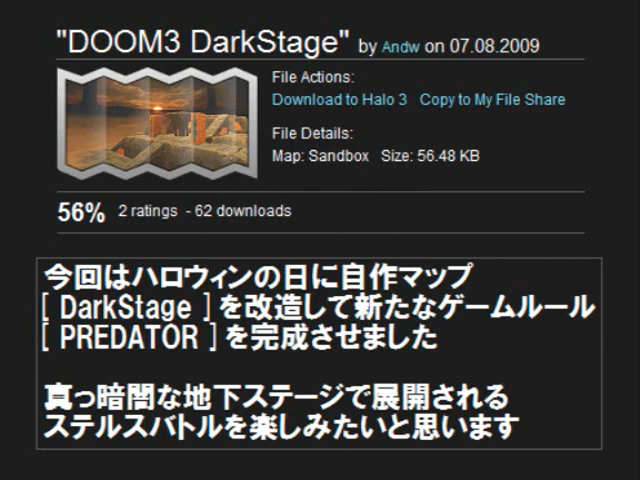 "DOOM3 DarkStage" by Andw on 07.08.2009
File Actions:
Download to Halo 3 Copy to My File Share
File Details:
Map: Sandbox Size: 56.48 KB
56% 2 ratings - 62 downloads
今回はハロウィンの日に自作マップ
[ DarkStage ]を改造して新たなゲームルール
[ PREDATOR ]を完成させました
真っ暗闇な地下ステージで展開される
ステルスバトルを楽しみたいと思います